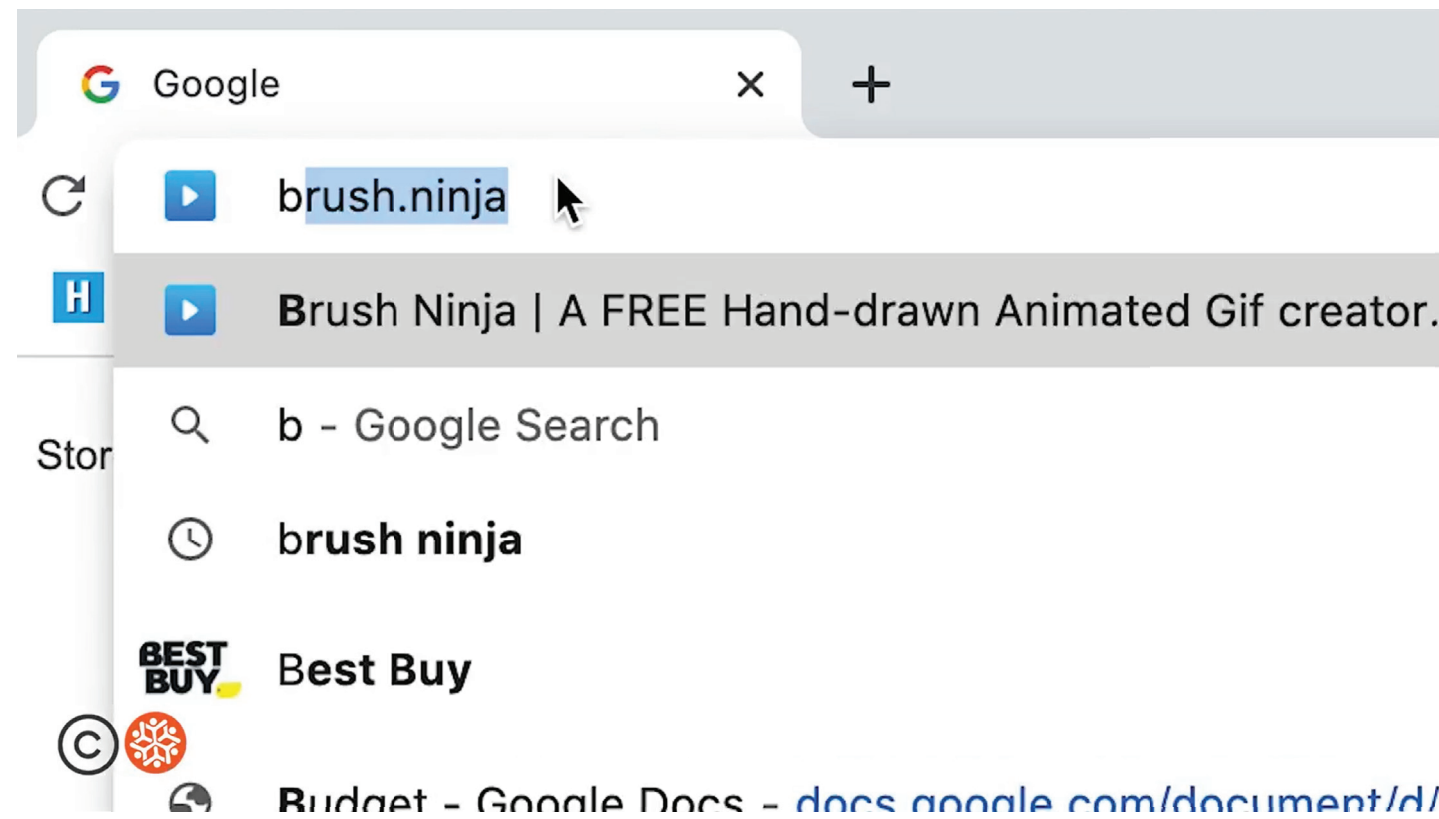 Google
brush.ninja
H
Brush Ninja | A FREE Hand-drawn Animated Gif creator.
b - Google Search
Stor
brush ninja
BEST
BUY
Best Buy
©
Budget - Google Docs - docs.google.com/document/d/